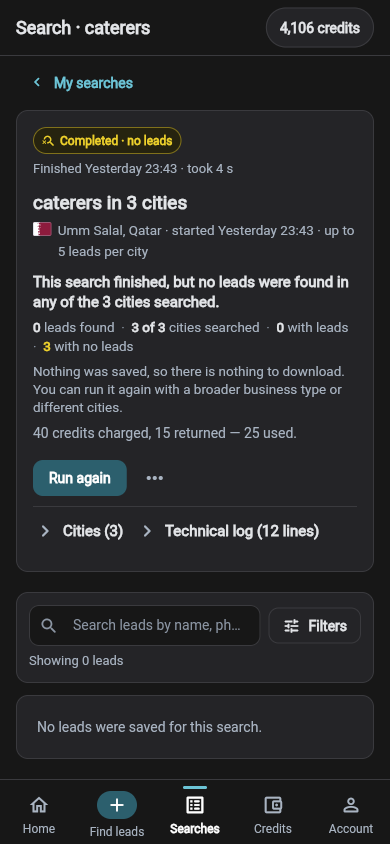 Search · caterers
4,106 credits
My searches
Completed · no leads
Finished Yesterday 23:43 · took 4 s
caterers in 3 cities
Umm Salal, Qatar · started Yesterday 23:43 · up to
5 leads per city
This search finished, but no leads were found in
any of the 3 cities searched.
0 leads found · 3 of 3 cities searched · 0 with leads
· 3 with no leads
Nothing was saved, so there is nothing to download.
You can run it again with a broader business type or
different cities.
40 credits charged, 15 returned — 25 used.
Run again
Cities (3)
Technical log (12 lines)
Search leads by name, ph...
Filters
Showing 0 leads
No leads were saved for this search.
Home
Find leads
Searches
Credits
Account